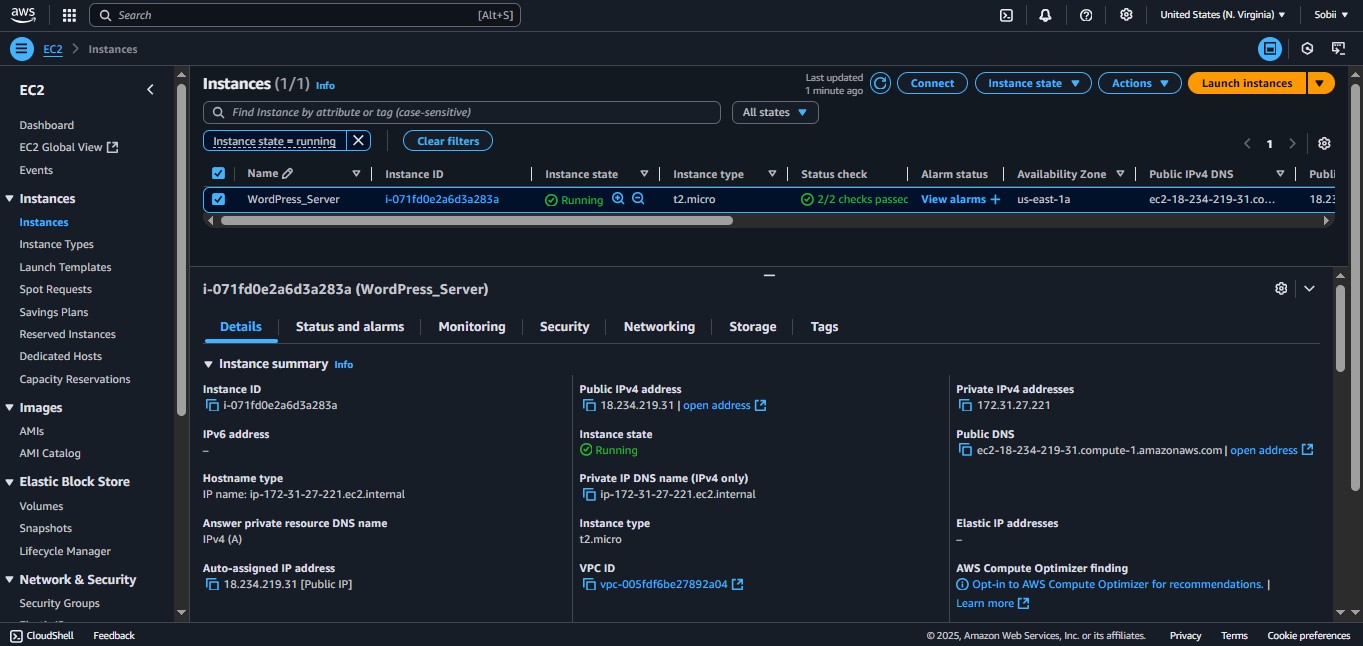 aws
Search [Alt+S]
United States (N. Virginia)
Sobii
EC2 Instances
EC2
Dashboard
EC2 Global View
Events
Instances
Instances
Instance Types
Launch Templates
Spot Requests
Savings Plans
Reserved Instances
Dedicated Hosts
Capacity Reservations
Images
AMIs
AMI Catalog
Elastic Block Store
Volumes
Snapshots
Lifecycle Manager
Network & Security
Security Groups
Instances (1/1) Info
Last updated
1 minute ago
Connect
Instance state
Actions
Launch instances
Find Instance by attribute or tag (case-sensitive)
All states
Instance state = running
Clear filters
1
Name Instance ID Instance state Instance type Status check Alarm status Availability Zone Public IPv4 DNS Publi
WordPress_Server i-071fd0e2a6d3a283a Running t2.micro 2/2 checks passec View alarms + us-east-1a ec2-18-234-219-31.co... 18.23
i-071fd0e2a6d3a283a (WordPress_Server)
Details Status and alarms Monitoring Security Networking Storage Tags
Instance summary Info
Instance ID
i-071fd0e2a6d3a283a
Public IPv4 address
18.234.219.31 | open address
Private IPv4 addresses
172.31.27.221
IPv6 address
–
Instance state
Running
Public DNS
ec2-18-234-219-31.compute-1.amazonaws.com | open address
Hostname type
IP name: ip-172-31-27-221.ec2.internal
Private IP DNS name (IPv4 only)
ip-172-31-27-221.ec2.internal
Answer private resource DNS name
IPv4 (A)
Instance type
t2.micro
Elastic IP addresses
–
Auto-assigned IP address
18.234.219.31 [Public IP]
VPC ID
vpc-005fdf6be27892a04
AWS Compute Optimizer finding
Opt-in to AWS Compute Optimizer for recommendations. |
Learn more
CloudShell Feedback
© 2025, Amazon Web Services, Inc. or its affiliates. Privacy Terms Cookie preferences